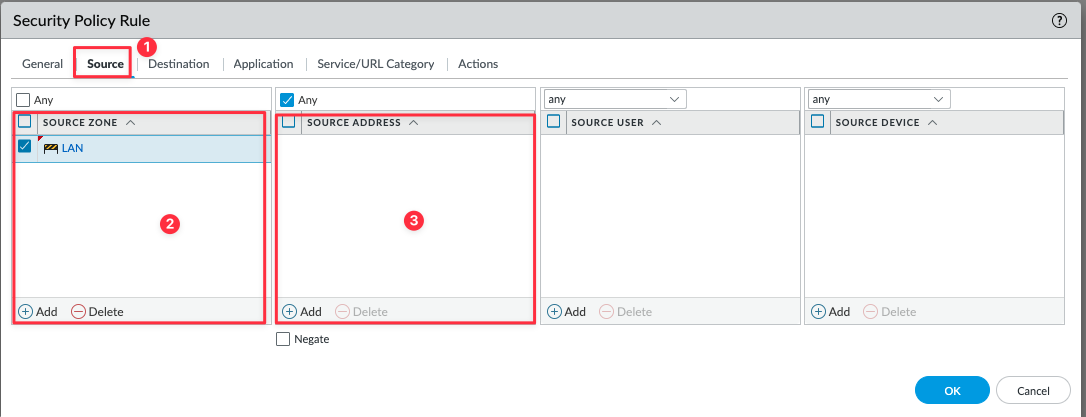 Security Policy Rule
1
General Source Destination Application Service/URL Category Actions
Any Any any any
SOURCE ZONE SOURCE ADDRESS SOURCE USER SOURCE DEVICE
LAN
2 3
Add Delete Add Delete Add Delete Add Delete
Negate
OK Cancel